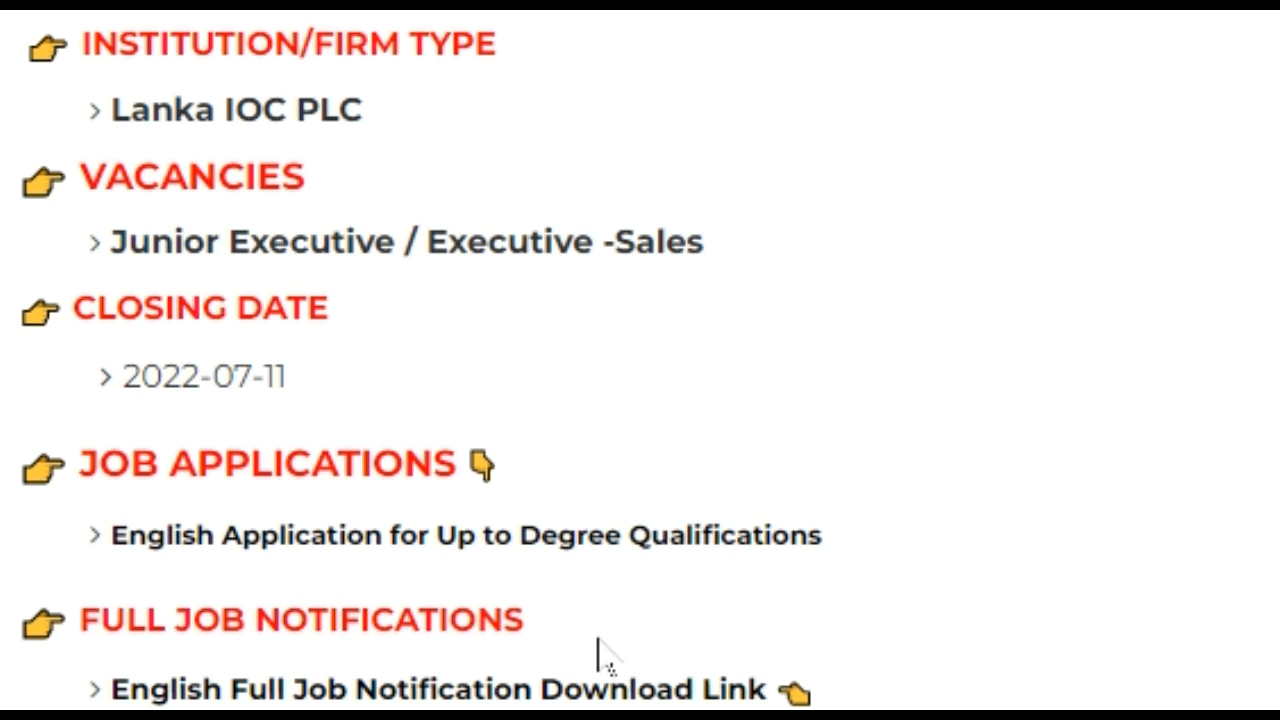 👉 INSTITUTION/FIRM TYPE
> Lanka IOC PLC
👉 VACANCIES
> Junior Executive / Executive -Sales
👉 CLOSING DATE
> 2022-07-11
👉 JOB APPLICATIONS 👇
> English Application for Up to Degree Qualifications
👉 FULL JOB NOTIFICATIONS
> English Full Job Notification Download Link 👈